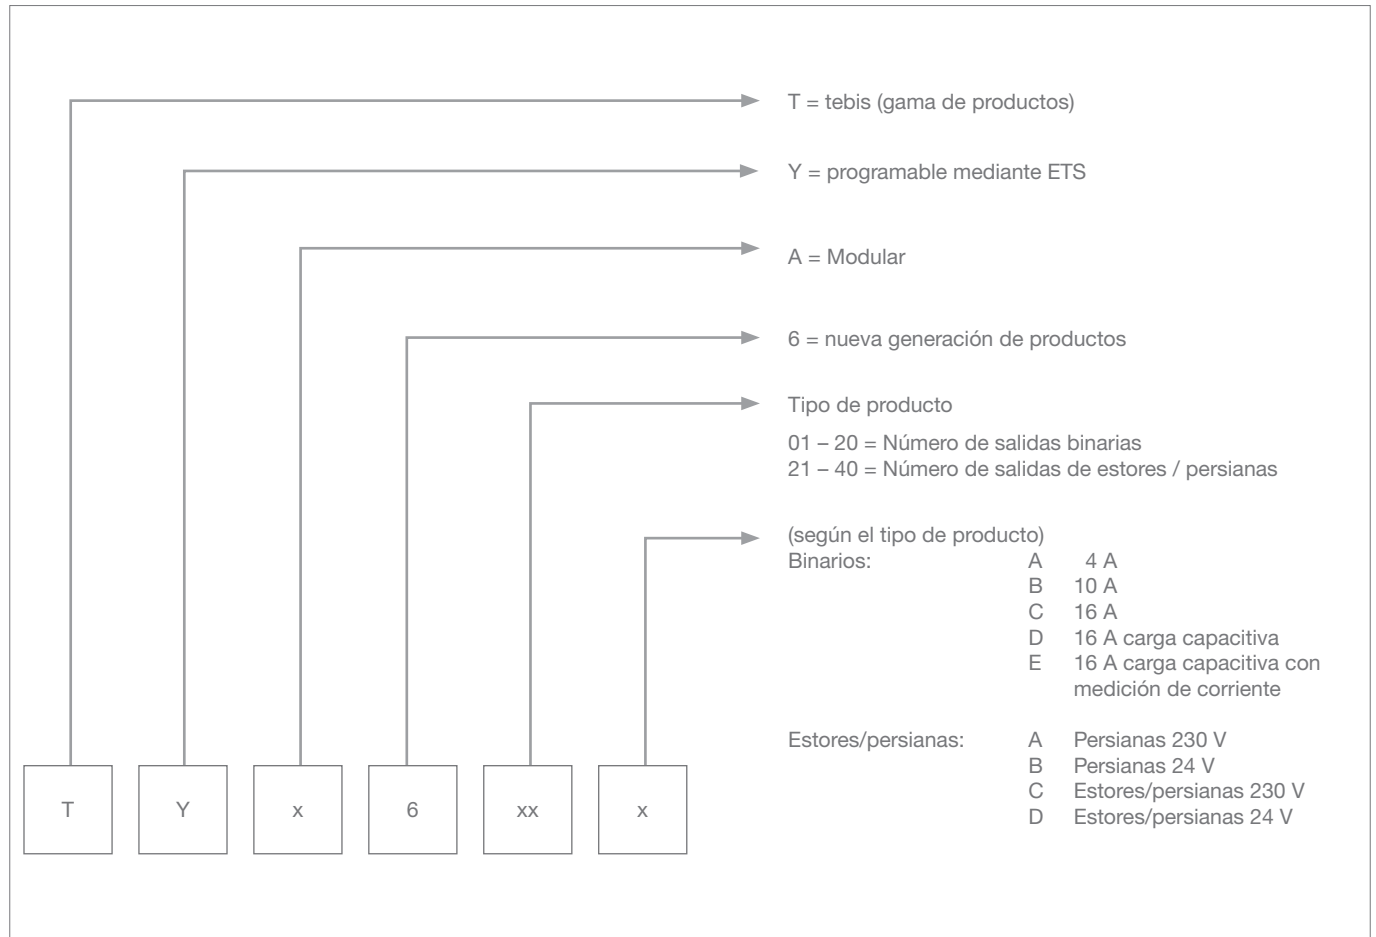 T = tebis (gama de productos)
Y = programable mediante ETS
A = Modular
6 = nueva generación de productos
Tipo de producto
01 – 20 = Número de salidas binarias
21 – 40 = Número de salidas de estores / persianas
(según el tipo de producto)
Binarios: A 4 A
B 10 A
C 16 A
D 16 A carga capacitiva
E 16 A carga capacitiva con
medición de corriente
Estores/persianas: A Persianas 230 V
B Persianas 24 V
C Estores/persianas 230 V
D Estores/persianas 24 V
T Y x 6 xx x